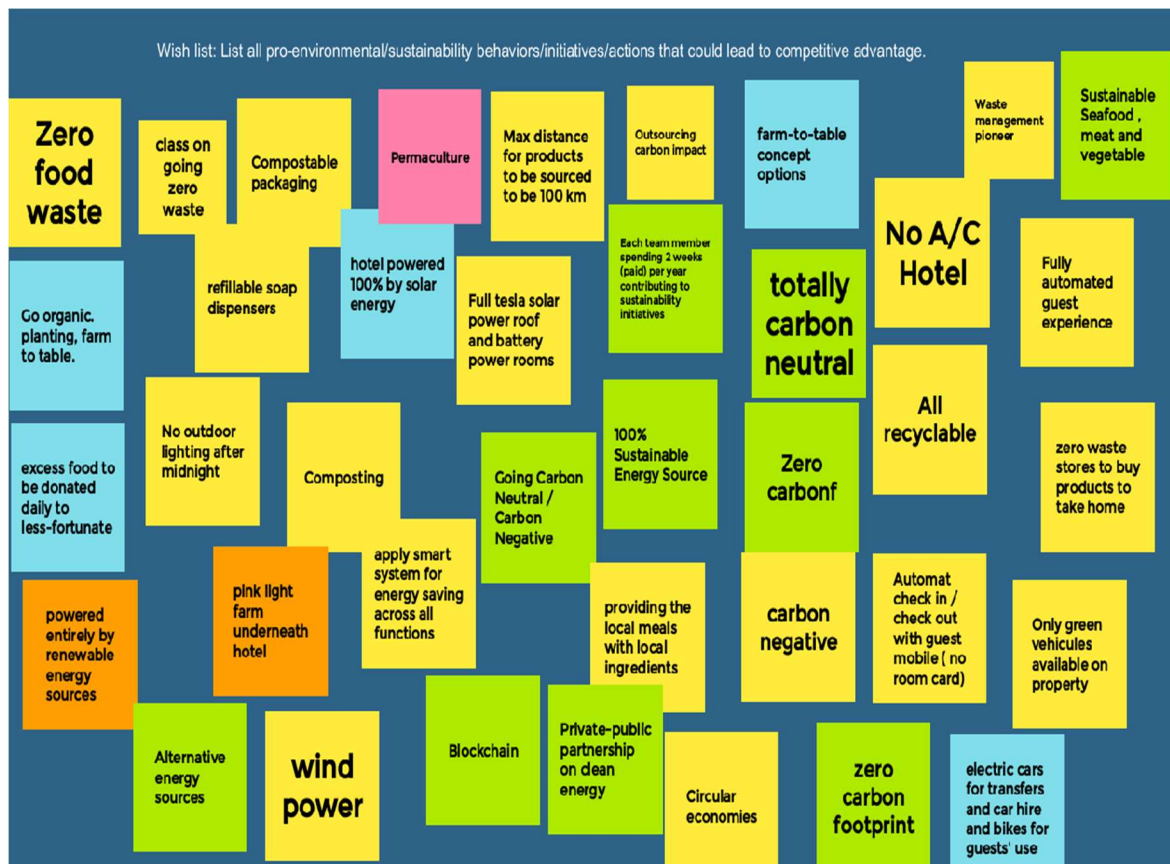 Wish list: List all pro-environmental/sustainability behaviors/initiatives/actions that could lead to competitive advantage.
Zero
food
waste
class on
going
zero
waste
Compostable
packaging
Permaculture
Max distance
for products
to be sourced
to be 100 km
Outsourcing
carbon impact
farm-to-table
concept
options
Waste
management
pioneer
Sustainable
Seafood ,
meat and
vegetable
Go organic.
planting, farm
to table.
refillable soap
dispensers
hotel powered
100% by solar
energy
Full tesla solar
power roof
and battery
power rooms
Each team member
spending 2 weeks
(paid) per year
contributing to
sustainability
initiatives
totally
carbon
neutral
No A/C
Hotel
Fully
automated
guest
experience
excess food to
be donated
daily to
less-fortunate
No outdoor
lighting after
midnight
Composting
Going Carbon
Neutral /
Carbon
Negative
100%
Sustainable
Energy Source
Zero
carbonf
All
recyclable
zero waste
stores to buy
products to
take home
powered
entirely by
renewable
energy
sources
pink light
farm
underneath
hotel
apply smart
system for
energy saving
across all
functions
providing the
local meals
with local
ingredients
carbon
negative
Automat
check in /
check out
with guest
mobile ( no
room card)
Only green
vehicules
available on
property
Alternative
energy
sources
wind
power
Blockchain
Private-public
partnership
on clean
energy
Circular
economies
zero
carbon
footprint
electric cars
for transfers
and car hire
and bikes for
guests' use